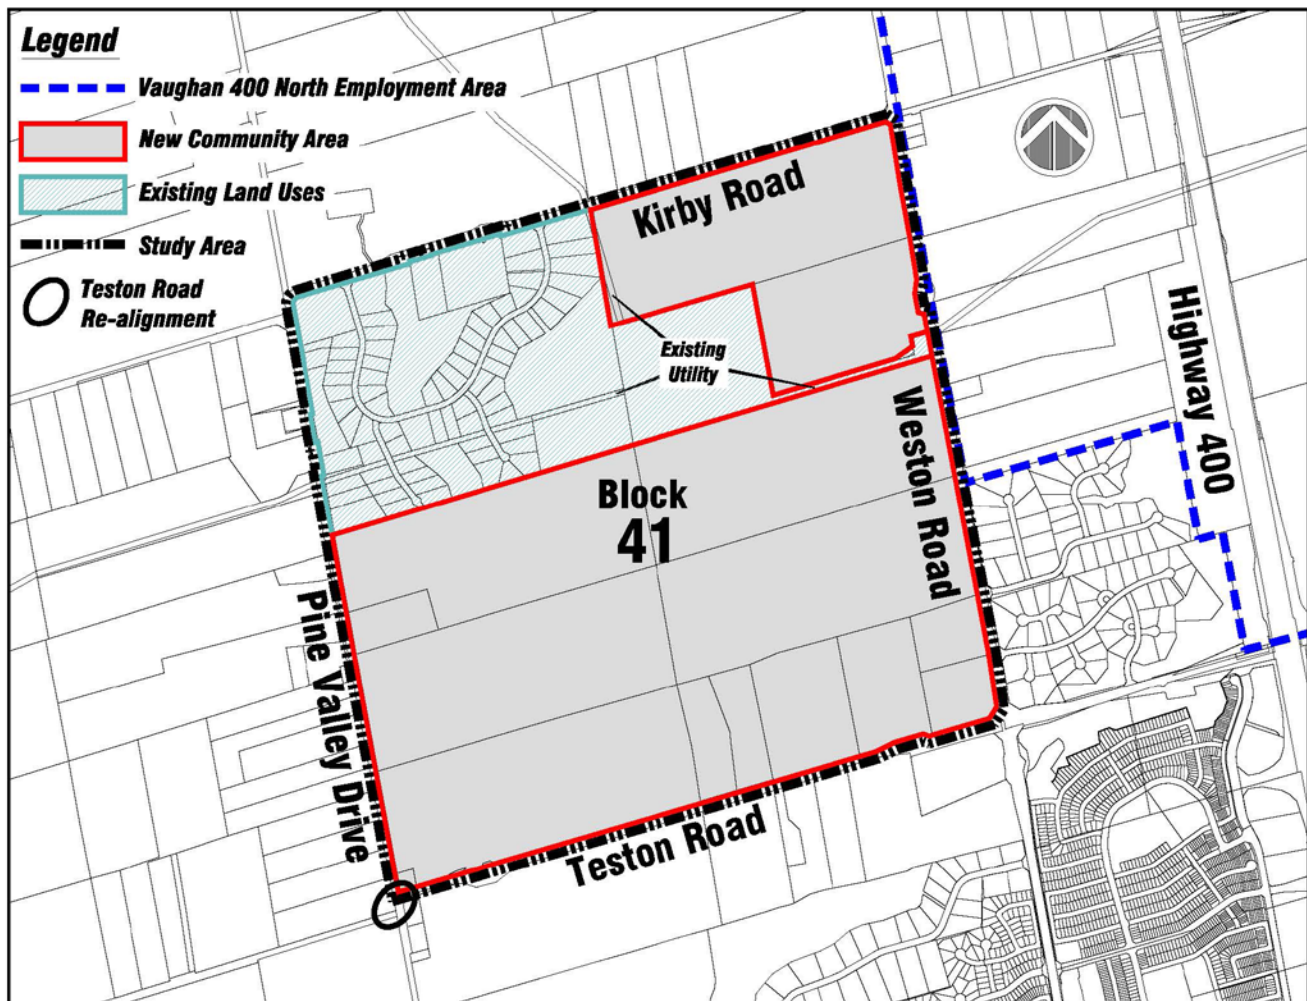 Legend
Vaughan 400 North Employment Area
New Community Area
Existing Land Uses
Study Area
Teston Road
Re-alignment
Kirby Road
Existing
Utility
Highway 400
Weston Road
Block
41
Pine Valley Drive
Teston Road